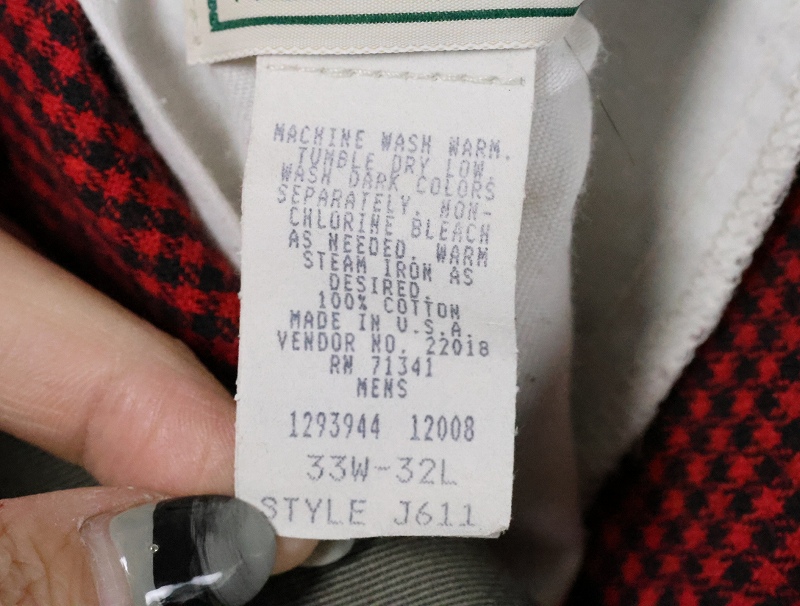 MACHINE WASH WARM.
TUMBLE DRY LOW.
WASH DARK COLORS
SEPARATELY. NON-
CHLORINE BLEACH
AS NEEDED. WARM
STEAM IRON AS
DESIRED.
100% COTTON
MADE IN U.S.A.
VENDOR NO. 22018
RN 71341
MENS
1293944 12008
33W-32L
STYLE J611